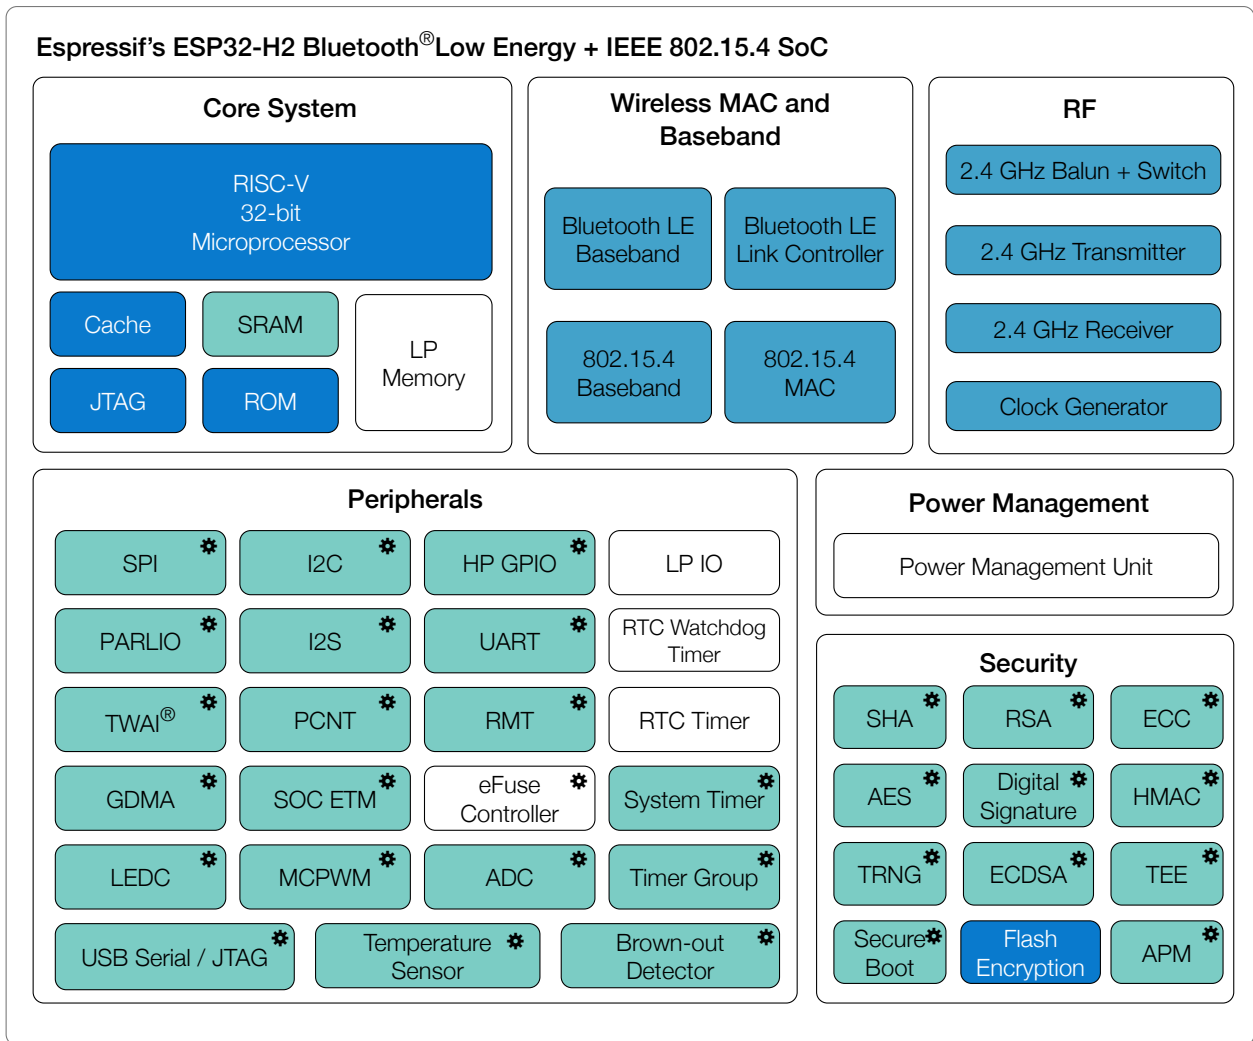 Espressif's ESP32-H2 Bluetooth®Low Energy + IEEE 802.15.4 SoC
Core System
RISC-V
32-bit
Microprocessor
Cache
SRAM
LP
Memory
JTAG
ROM
Wireless MAC and
Baseband
Bluetooth LE
Baseband
Bluetooth LE
Link Controller
802.15.4
Baseband
802.15.4
MAC
RF
2.4 GHz Balun + Switch
2.4 GHz Transmitter
2.4 GHz Receiver
Clock Generator
Peripherals
SPI
I2C
HP GPIO
LP IO
PARLIO
I2S
UART
RTC Watchdog
Timer
TWAI®
PCNT
RMT
RTC Timer
GDMA
SOC ETM
eFuse
Controller
System Timer
LEDC
MCPWM
ADC
Timer Group
USB Serial / JTAG
Temperature
Sensor
Brown-out
Detector
Power Management
Power Management Unit
Security
SHA
RSA
ECC
AES
Digital
Signature
HMAC
TRNG
ECDSA
TEE
Secure
Boot
Flash
Encryption
APM